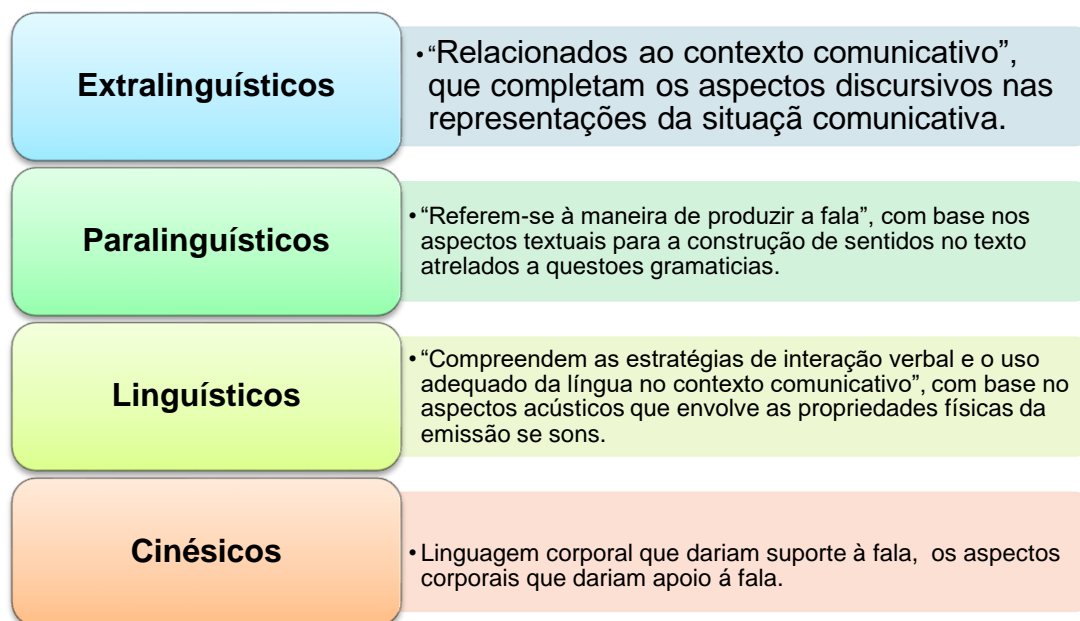 Extralinguísticos
• “Relacionados ao contexto comunicativo”,
que completam os aspectos discursivos nas
representações da situaçã comunicativa.
Paralinguísticos
• “Referem-se à maneira de produzir a fala”, com base nos
aspectos textuais para a construção de sentidos no texto
atrelados a questoes gramaticias.
Linguísticos
• “Compreendem as estratégias de interação verbal e o uso
adequado da língua no contexto comunicativo”, com base no
aspectos acústicos que envolve as propriedades físicas da
emissão se sons.
Cinésicos
• Linguagem corporal que dariam suporte à fala, os aspectos
corporais que dariam apoio á fala.